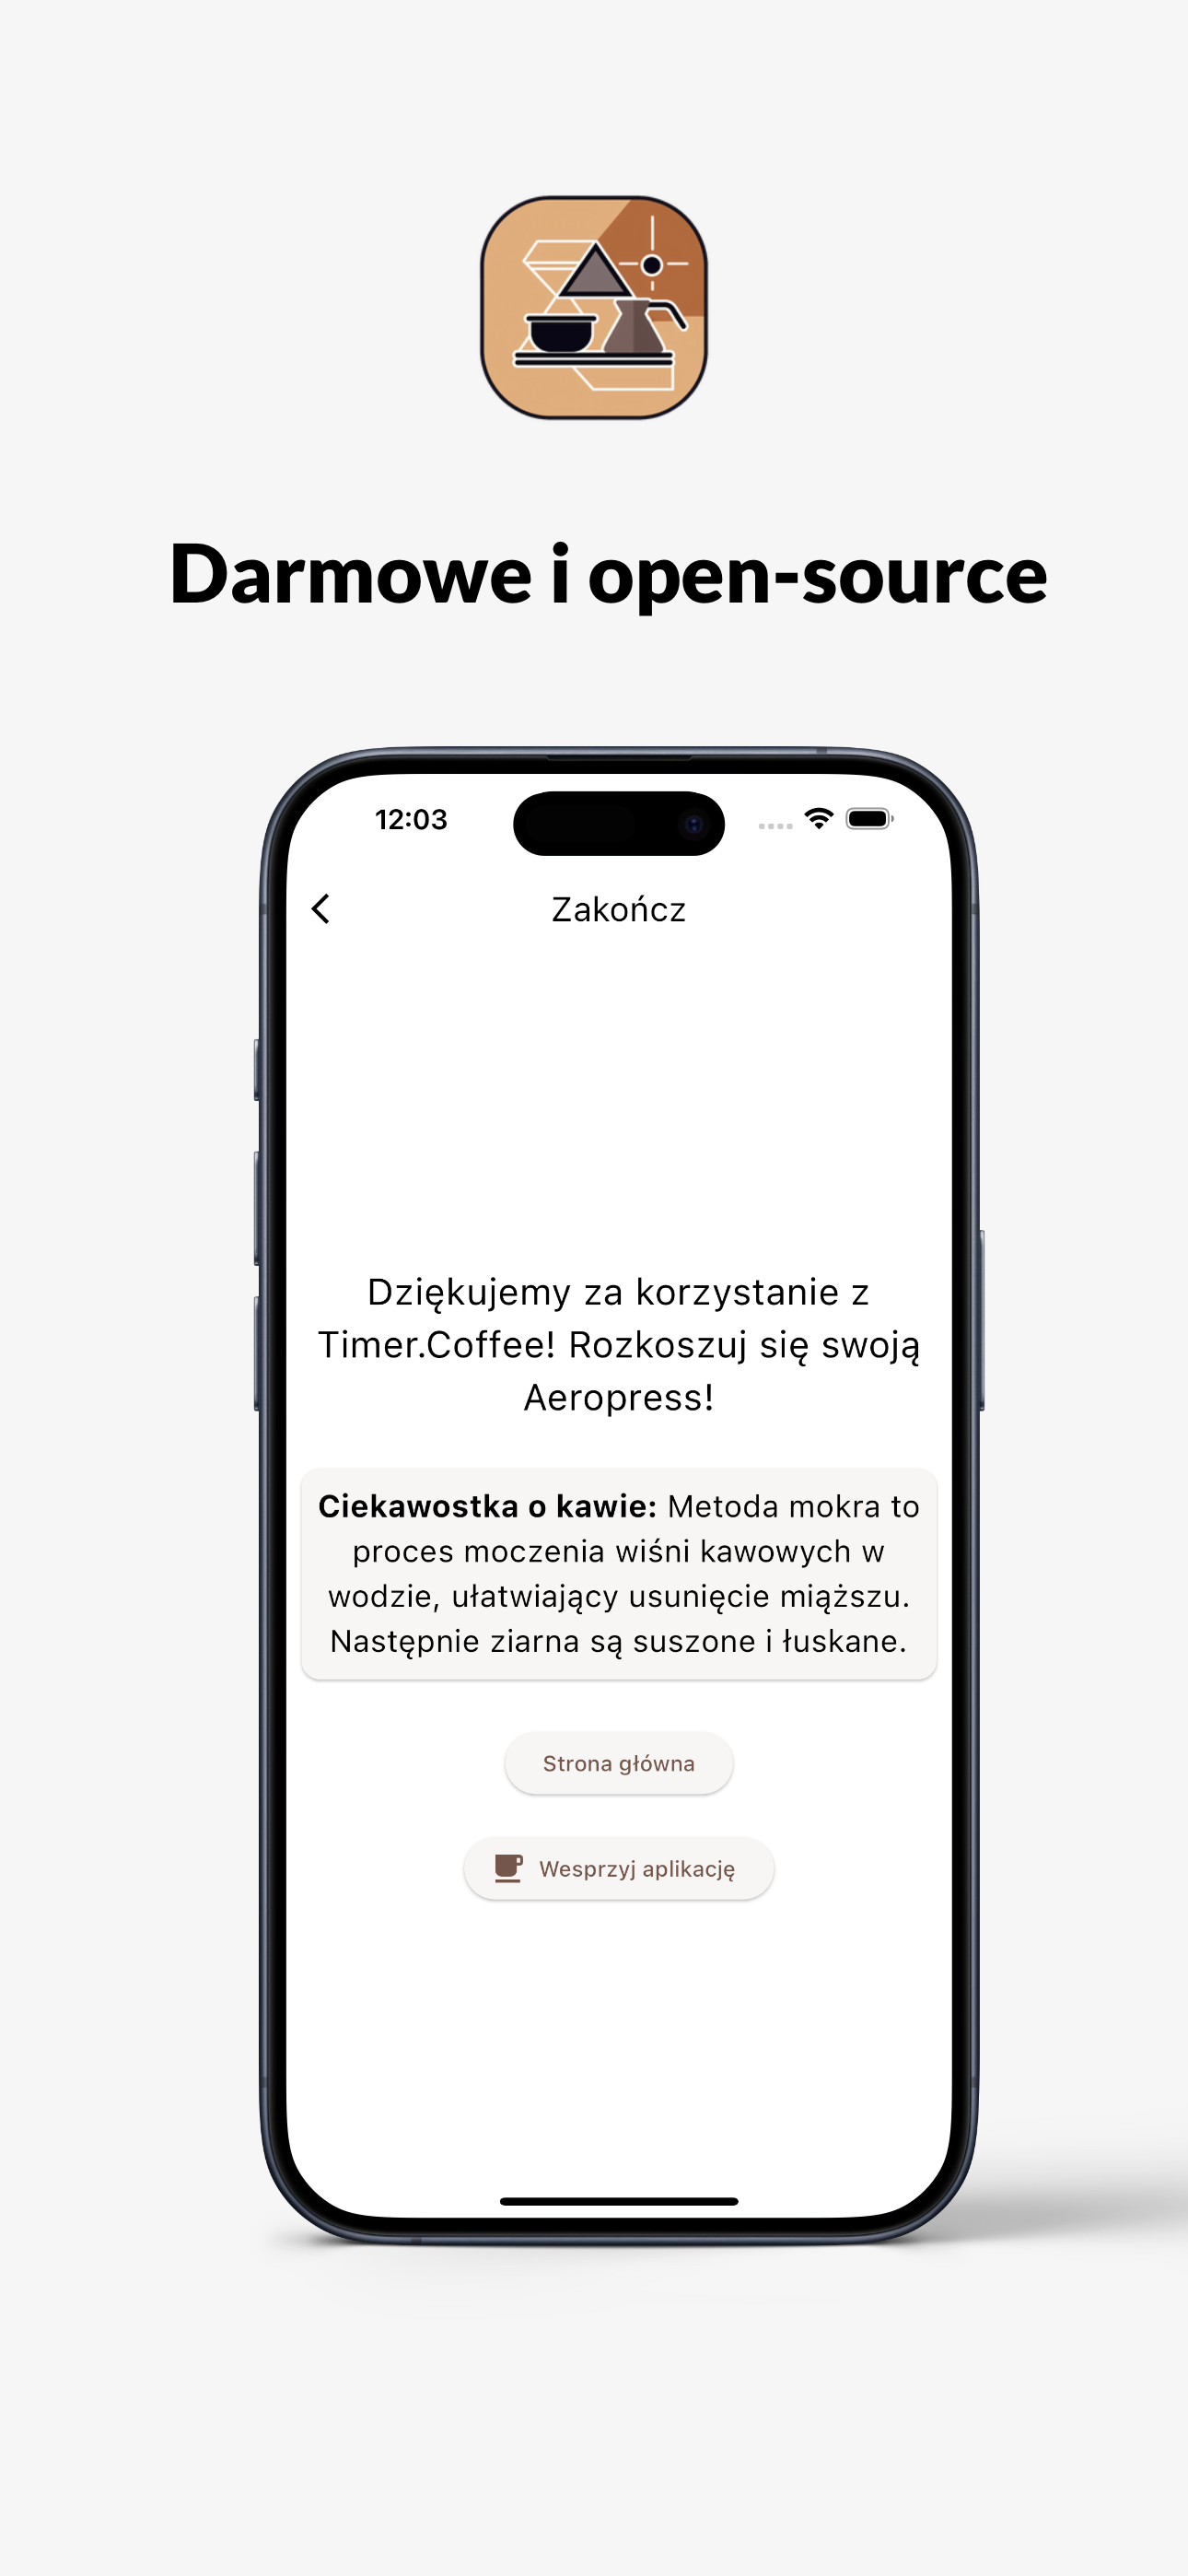 Darmowe i open-source
12:03
Zakończ
Dziękujemy za korzystanie z
Timer.Coffee! Rozkoszuj się swoją
Aeropress!
Ciekawostka o kawie: Metoda mokra to
proces moczenia wiśni kawowych w
wodzie, ułatwiający usunięcie miąższu.
Następnie ziarna są suszone i łuskane.
Strona główna
Wesprzyj aplikację